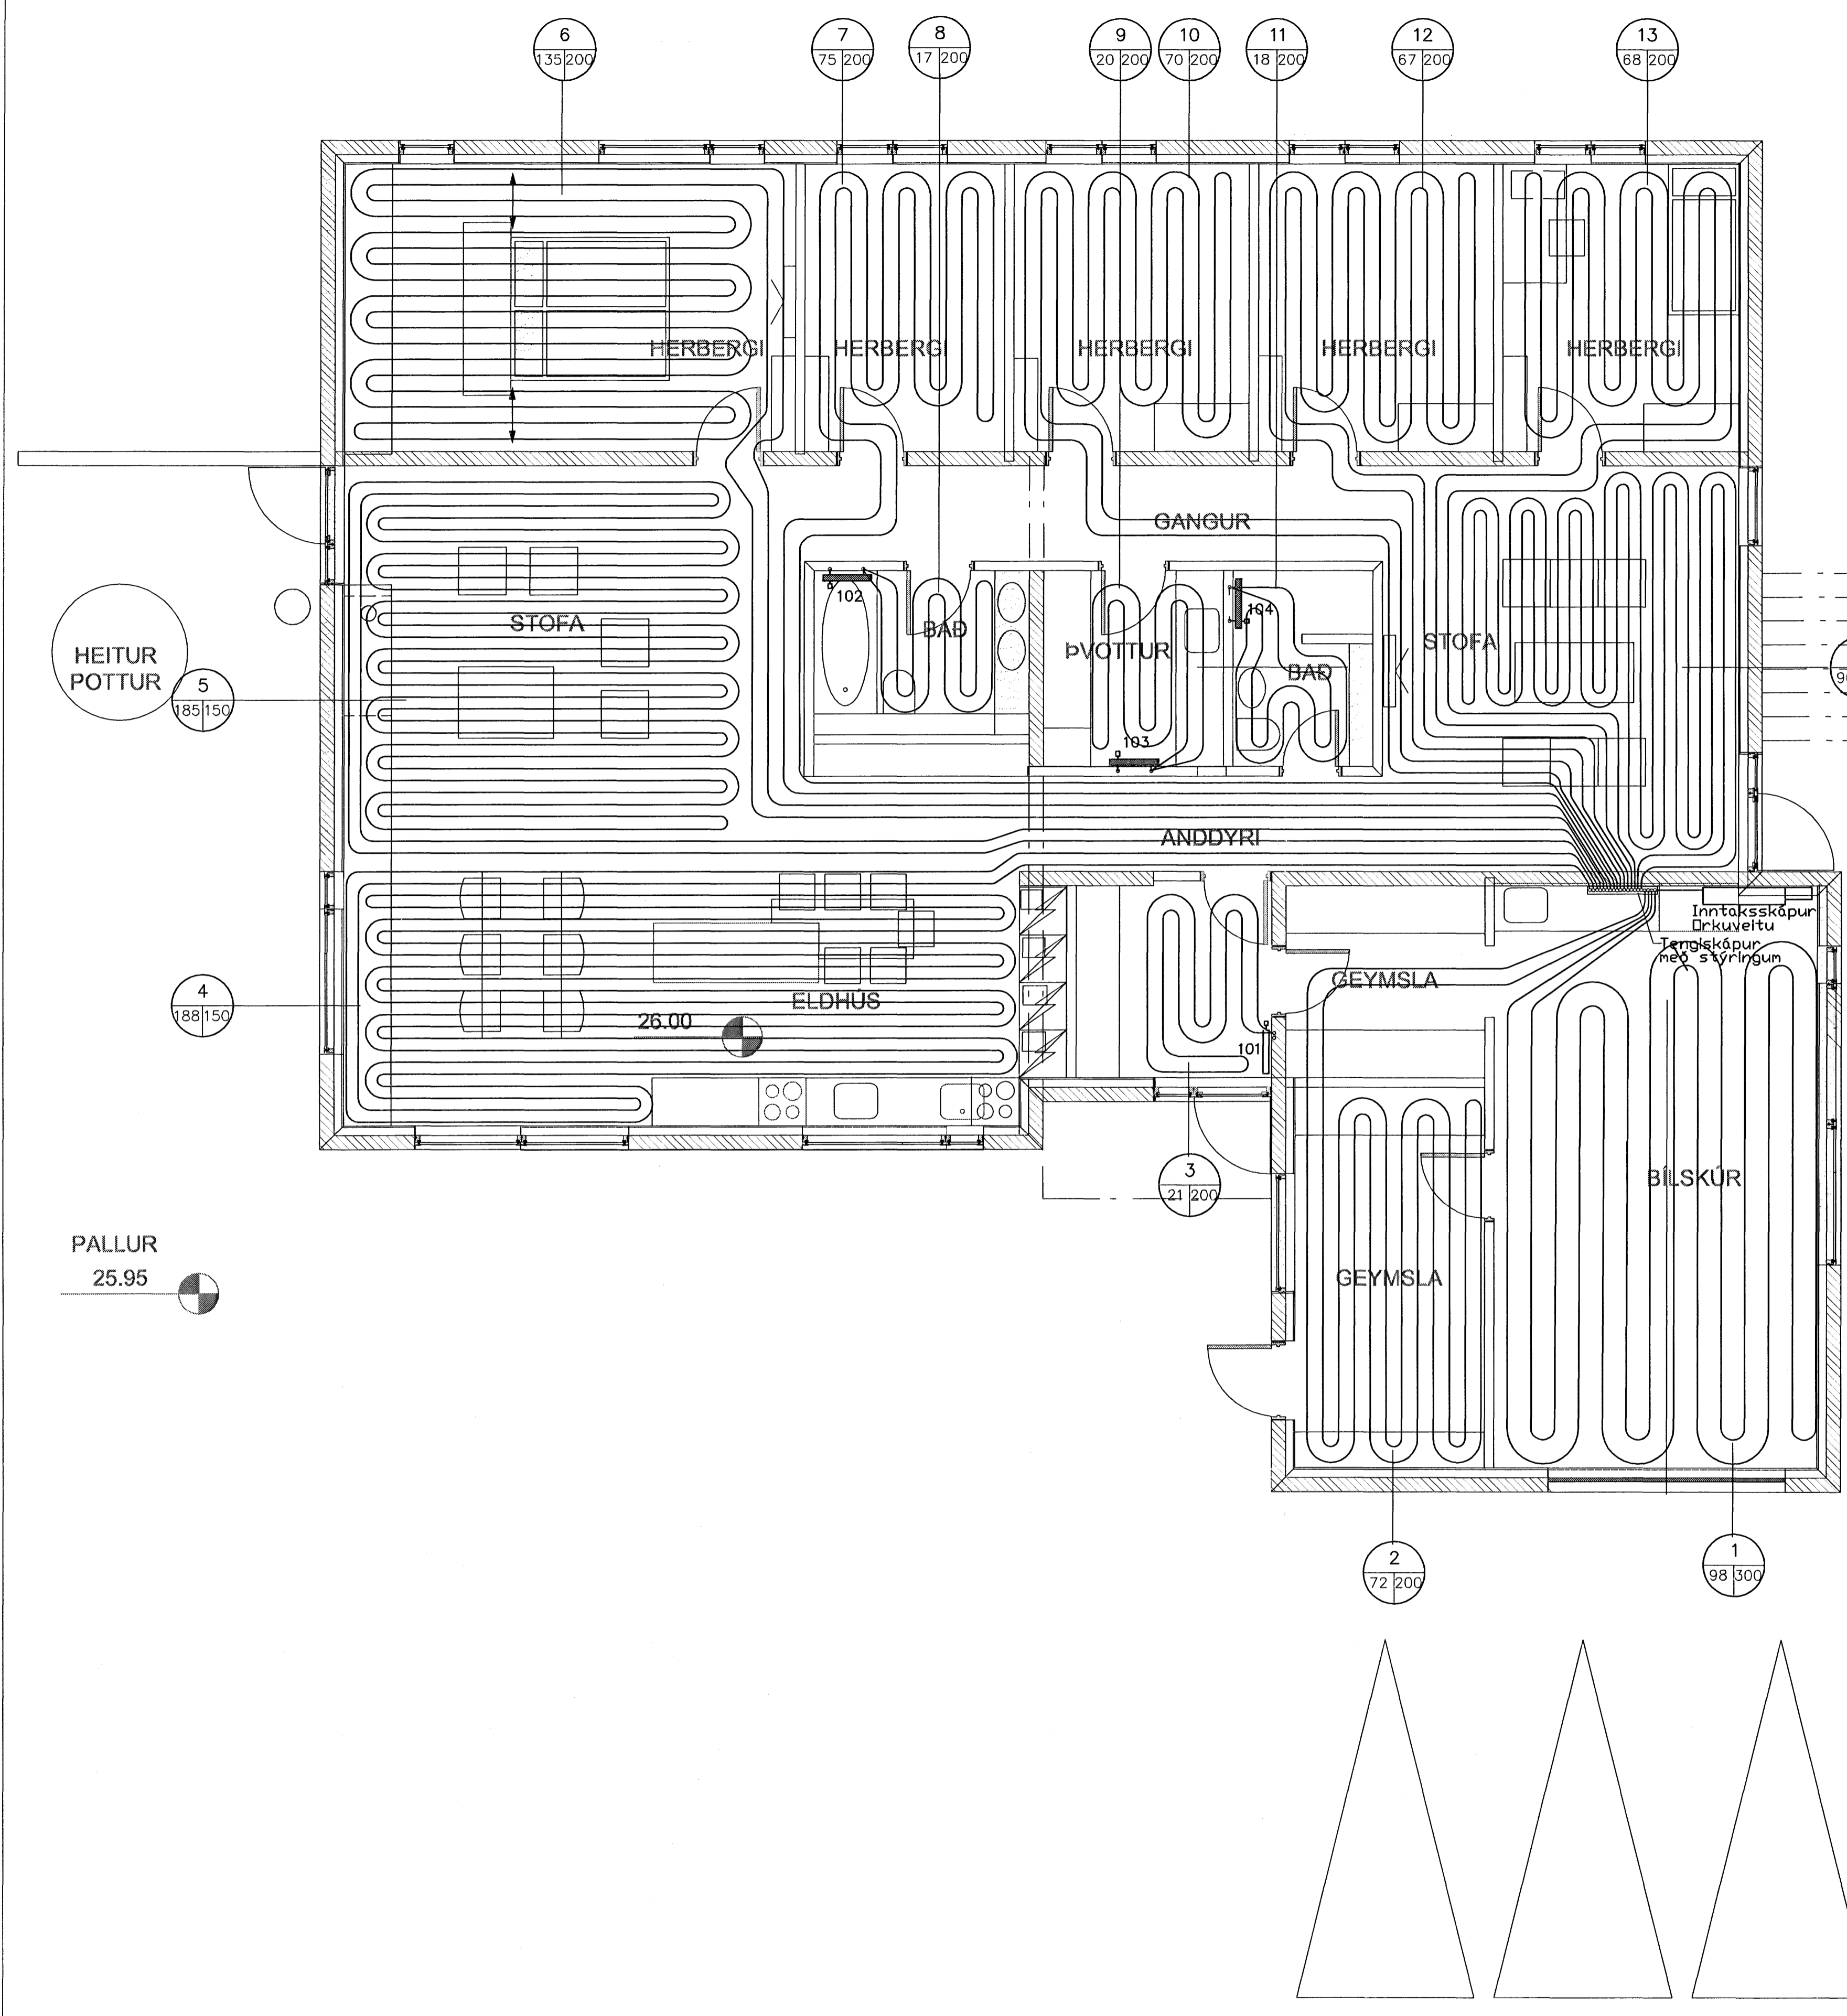 6
135 200
7
75 200
8
17 200
9
20 200
10
70 200
11
18 200
12
67 200
13
68 200
HERBERGI
HERBERGI
HERBERGI
HERBERGI
HERBERGI
GANGUR
102
104
STOFA
BAÐ
ÞVOTTUR
BAÐ
STOFA
HEITUR
POTTUR
5
185 150
103
ANDDYRI
Inntaksskápur
Orkuveitu
Tengiskápur
með stýringum
GEYMSLA
4
188 150
ELDHÚS
26.00
101
3
21 200
BÍLSKÚR
PALLUR
25.95
GEYMSLA
2
72 200
1
98 300